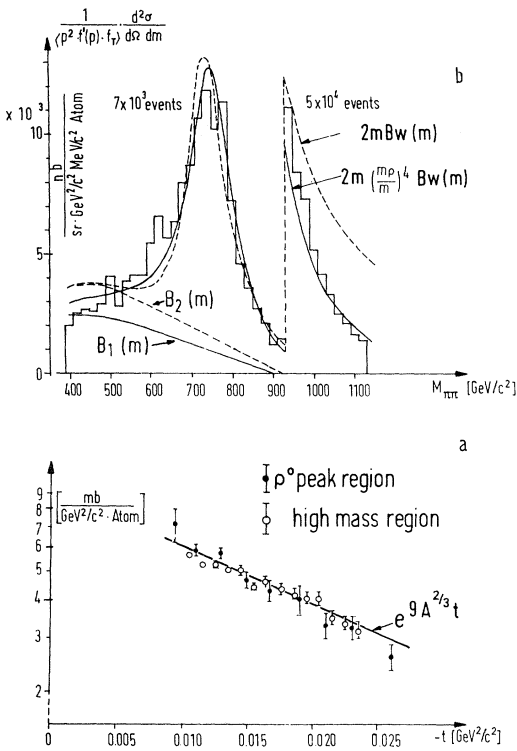 1 / ⟨p² f'(p)·f_T⟩ · d²σ / dΩ dm
b
× 10³
nb / sr·GeV²/c² MeV/c² Atom
7x10³ events
5x10⁴ events
2mBw(m)
2m (mρ/m)⁴ Bw(m)
B₂ (m)
B₁ (m)
10
5
0
400 500 600 700 800 900 1000 1100
M_ππ [GeV/c²]
a
[mb / GeV²/c² · Atom]
ρ° peak region
high mass region
e^{9A^{2/3}t}
9
8
7
6
5
4
3
2
0 0.005 0.010 0.015 0.020 0.025
-t [GeV²/c²]